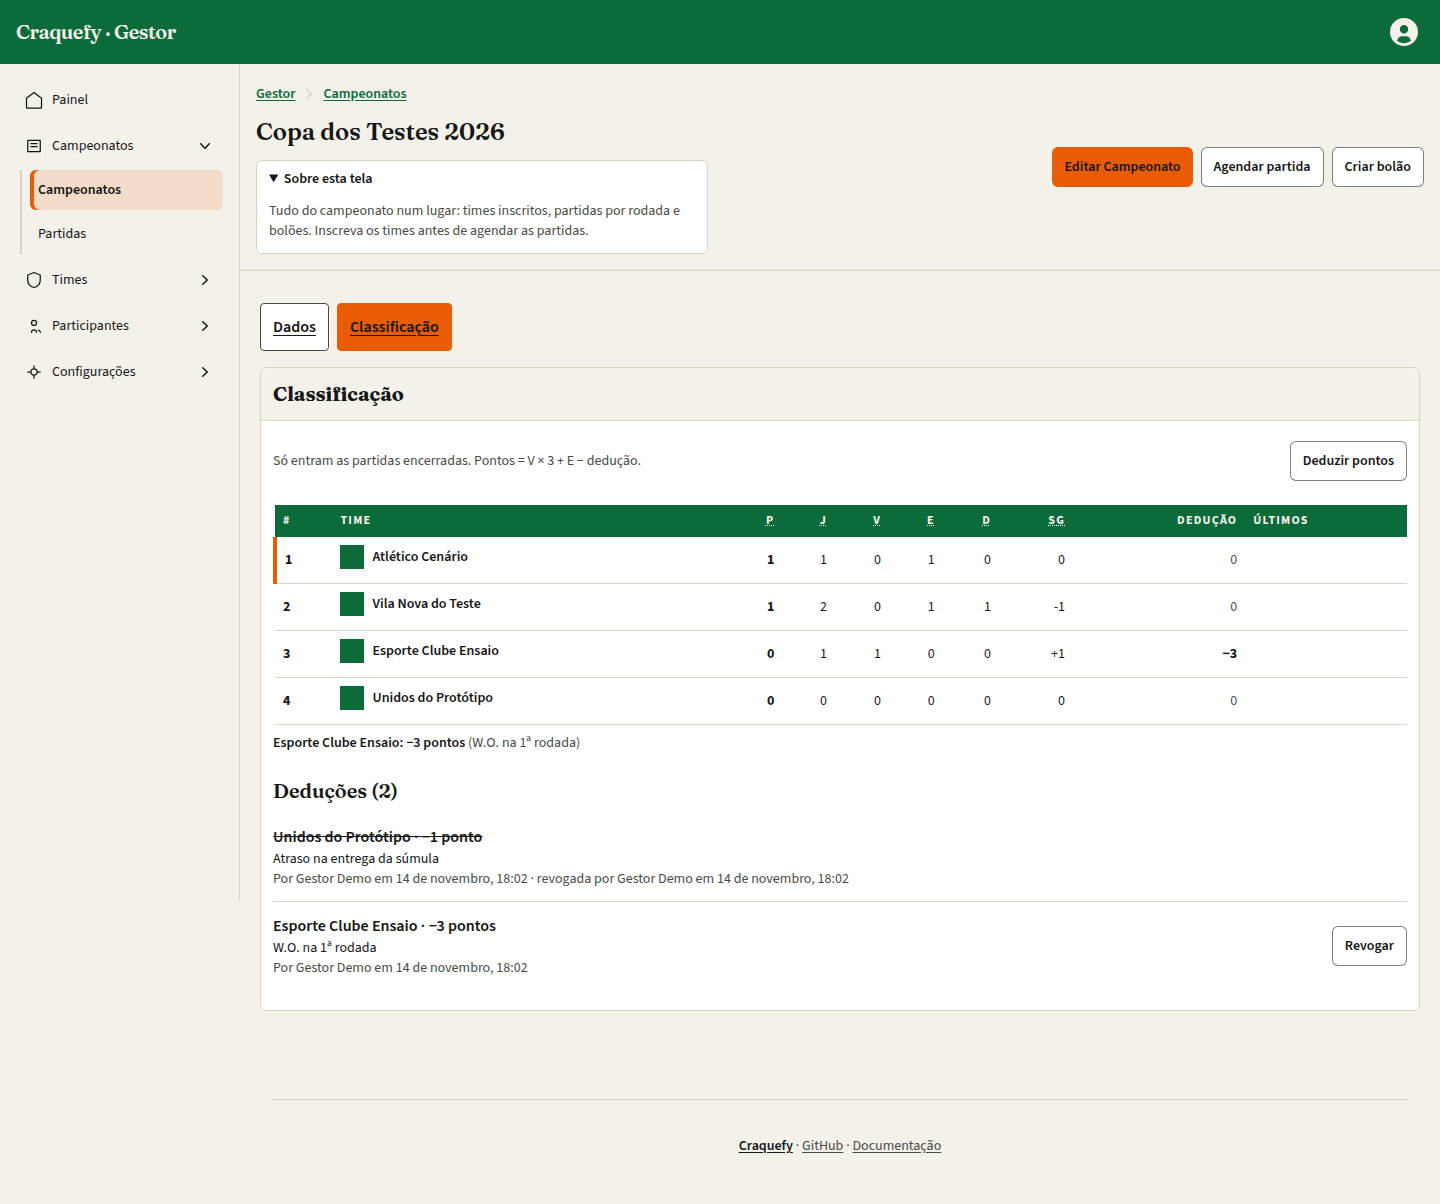 Craquefy · Gestor
Painel
Campeonatos
Campeonatos
Partidas
Times
Participantes
Configurações
Gestor
Campeonatos
Copa dos Testes 2026
Sobre esta tela
Tudo do campeonato num lugar: times inscritos, partidas por rodada e
bolões. Inscreva os times antes de agendar as partidas.
Editar Campeonato
Agendar partida
Criar bolão
Dados
Classificação
Classificação
Só entram as partidas encerradas. Pontos = V × 3 + E − dedução.
Deduzir pontos
# TIME P J V E D SG DEDUÇÃO ÚLTIMOS
1 Atlético Cenário 1 1 0 1 0 0 0
2 Vila Nova do Teste 1 2 0 1 1 -1 0
3 Esporte Clube Ensaio 0 1 1 0 0 +1 −3
4 Unidos do Protótipo 0 0 0 0 0 0 0
Esporte Clube Ensaio: −3 pontos (W.O. na 1ª rodada)
Deduções (2)
Unidos do Protótipo · −1 ponto
Atraso na entrega da súmula
Por Gestor Demo em 14 de novembro, 18:02 · revogada por Gestor Demo em 14 de novembro, 18:02
Esporte Clube Ensaio · −3 pontos
W.O. na 1ª rodada
Por Gestor Demo em 14 de novembro, 18:02
Revogar
Craquefy · GitHub · Documentação